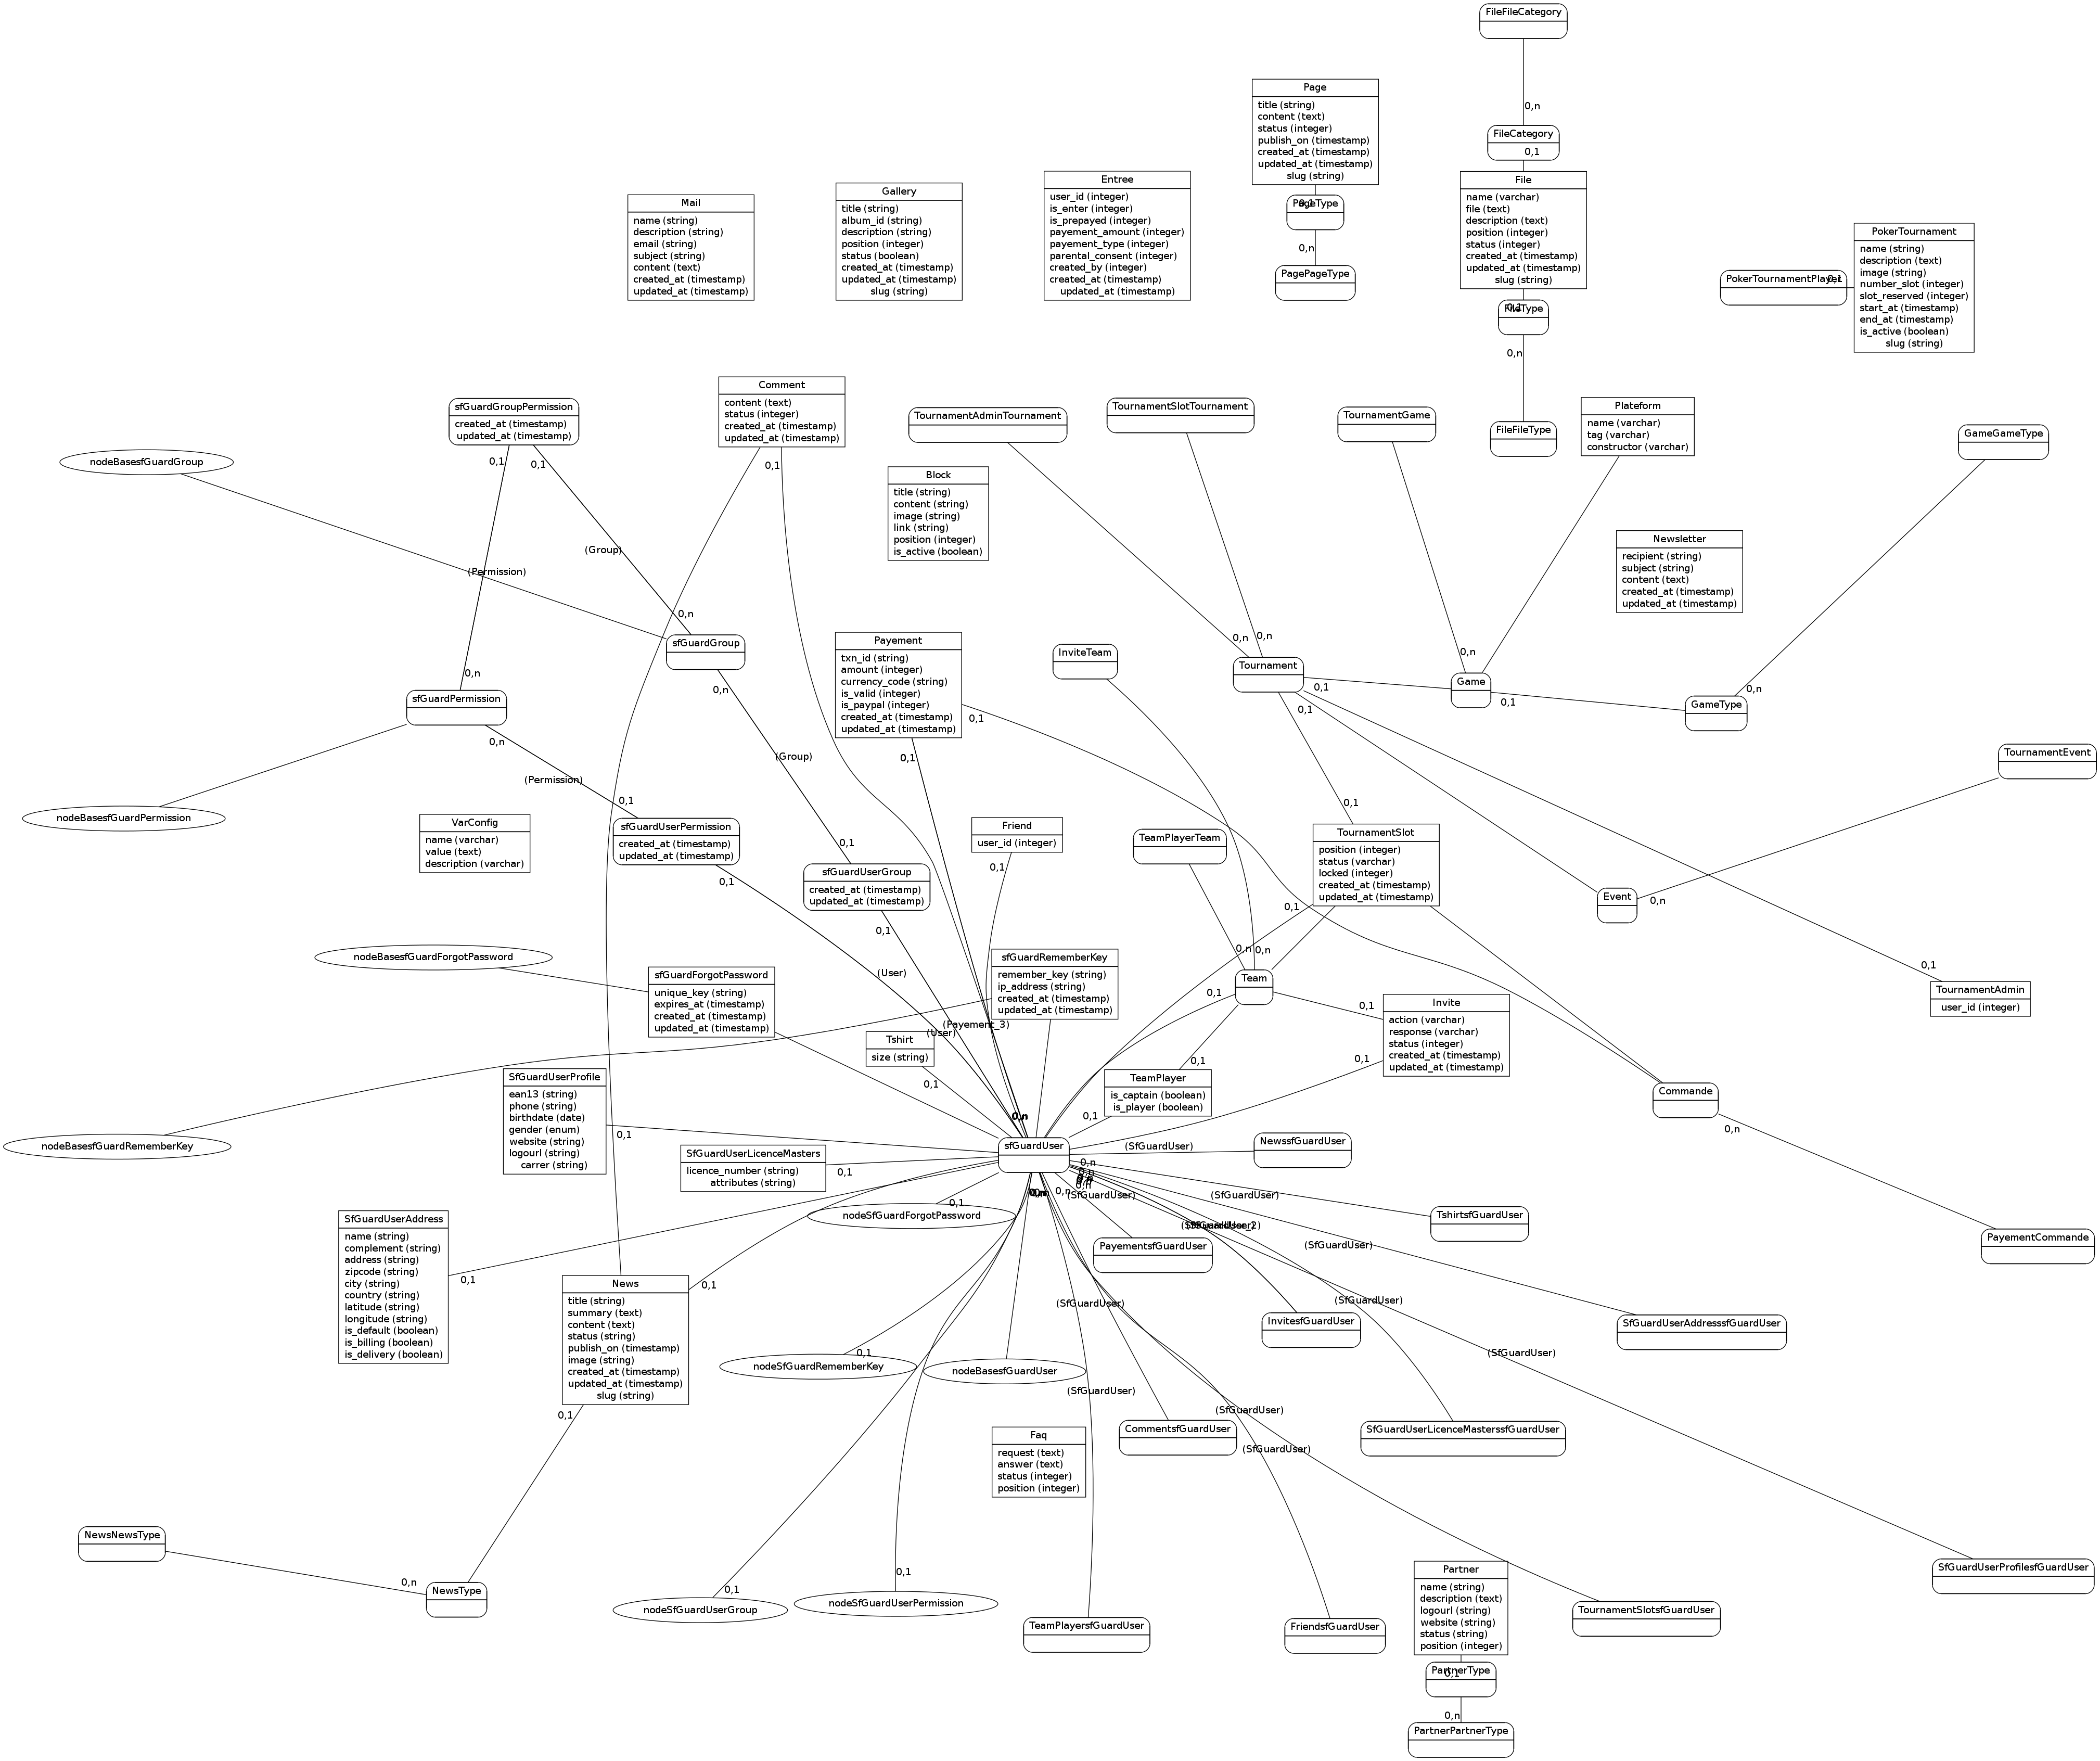 FileFileCategory
0,n
FileCategory
0,1
Page
title (string)
content (text)
status (integer)
publish_on (timestamp)
created_at (timestamp)
updated_at (timestamp)
slug (string)
0,1
PageType
0,n
PagePageType
File
name (varchar)
file (text)
description (text)
position (integer)
status (integer)
created_at (timestamp)
updated_at (timestamp)
slug (string)
0,1
FileType
0,n
FileFileType
Mail
name (string)
description (string)
email (string)
subject (string)
content (text)
created_at (timestamp)
updated_at (timestamp)
Gallery
title (string)
album_id (string)
description (string)
position (integer)
status (boolean)
created_at (timestamp)
updated_at (timestamp)
slug (string)
Entree
user_id (integer)
is_enter (integer)
is_prepayed (integer)
payement_amount (integer)
payement_type (integer)
parental_consent (integer)
created_by (integer)
created_at (timestamp)
updated_at (timestamp)
PokerTournamentPlayer
0,1
PokerTournament
name (string)
description (text)
image (string)
number_slot (integer)
slot_reserved (integer)
start_at (timestamp)
end_at (timestamp)
is_active (boolean)
slug (string)
sfGuardGroupPermission
created_at (timestamp)
updated_at (timestamp)
0,1
0,1
nodeBasesfGuardGroup
(Group)
(Permission)
Comment
content (text)
status (integer)
created_at (timestamp)
updated_at (timestamp)
0,1
Block
title (string)
content (string)
image (string)
link (string)
position (integer)
is_active (boolean)
TournamentAdminTournament
TournamentSlotTournament
TournamentGame
Plateform
name (varchar)
tag (varchar)
constructor (varchar)
GameGameType
Newsletter
recipient (string)
subject (string)
content (text)
created_at (timestamp)
updated_at (timestamp)
0,n
sfGuardGroup
0,n
0,n
sfGuardPermission
0,n
Payement
txn_id (string)
amount (integer)
currency_code (string)
is_valid (integer)
is_paypal (integer)
created_at (timestamp)
updated_at (timestamp)
0,1
0,1
InviteTeam
0,n
0,n
Tournament
0,1
0,1
0,n
Game
0,1
0,n
GameType
TournamentEvent
(Group)
(Permission)
0,1
nodeBasesfGuardPermission
VarConfig
name (varchar)
value (text)
description (varchar)
sfGuardUserPermission
created_at (timestamp)
updated_at (timestamp)
0,1
0,1
sfGuardUserGroup
created_at (timestamp)
updated_at (timestamp)
0,1
Friend
user_id (integer)
0,1
TeamPlayerTeam
0,1
TournamentSlot
position (integer)
status (varchar)
locked (integer)
created_at (timestamp)
updated_at (timestamp)
0,1
Event
0,n
nodeBasesfGuardForgotPassword
sfGuardForgotPassword
unique_key (string)
expires_at (timestamp)
created_at (timestamp)
updated_at (timestamp)
(User)
sfGuardRememberKey
remember_key (string)
ip_address (string)
created_at (timestamp)
updated_at (timestamp)
0,n
0,n
Team
0,1
0,1
Invite
action (varchar)
response (varchar)
status (integer)
created_at (timestamp)
updated_at (timestamp)
0,1
0,1
TournamentAdmin
user_id (integer)
(Payement_3)
(User)
Tshirt
size (string)
0,1
0,1
TeamPlayer
is_captain (boolean)
is_player (boolean)
0,1
Commande
0,n
nodeBasesfGuardRememberKey
SfGuardUserProfile
ean13 (string)
phone (string)
birthdate (date)
gender (enum)
website (string)
logourl (string)
carrer (string)
0,1
0,n
sfGuardUser
(SfGuardUser)
NewssfGuardUser
SfGuardUserLicenceMasters
licence_number (string)
attributes (string)
0,1
0,n
0,n
(SfGuardUser)
(SfGuardUser)
TshirtsfGuardUser
0,1
nodeSfGuardForgotPassword
PayementsfGuardUser
(SfGuardUser)
PayementCommande
SfGuardUserAddress
name (string)
complement (string)
address (string)
zipcode (string)
city (string)
country (string)
latitude (string)
longitude (string)
is_default (boolean)
is_billing (boolean)
is_delivery (boolean)
0,1
News
title (string)
summary (text)
content (text)
status (string)
publish_on (timestamp)
image (string)
created_at (timestamp)
updated_at (timestamp)
slug (string)
0,1
0,1
(SfGuardUser)
(SfGuardUser)
InvitesfGuardUser
SfGuardUserAddresssfGuardUser
0,1
nodeSfGuardRememberKey
nodeBasesfGuardUser
(SfGuardUser)
(SfGuardUser)
(SfGuardUser)
(SfGuardUser)
CommentsfGuardUser
SfGuardUserLicenceMasterssfGuardUser
Faq
request (text)
answer (text)
status (integer)
position (integer)
NewsNewsType
0,n
NewsType
0,1
nodeSfGuardUserGroup
0,1
nodeSfGuardUserPermission
TeamPlayersfGuardUser
FriendsfGuardUser
Partner
name (string)
description (text)
logourl (string)
website (string)
status (string)
position (integer)
0,1
PartnerType
0,n
PartnerPartnerType
TournamentSlotsfGuardUser
SfGuardUserProfilesfGuardUser